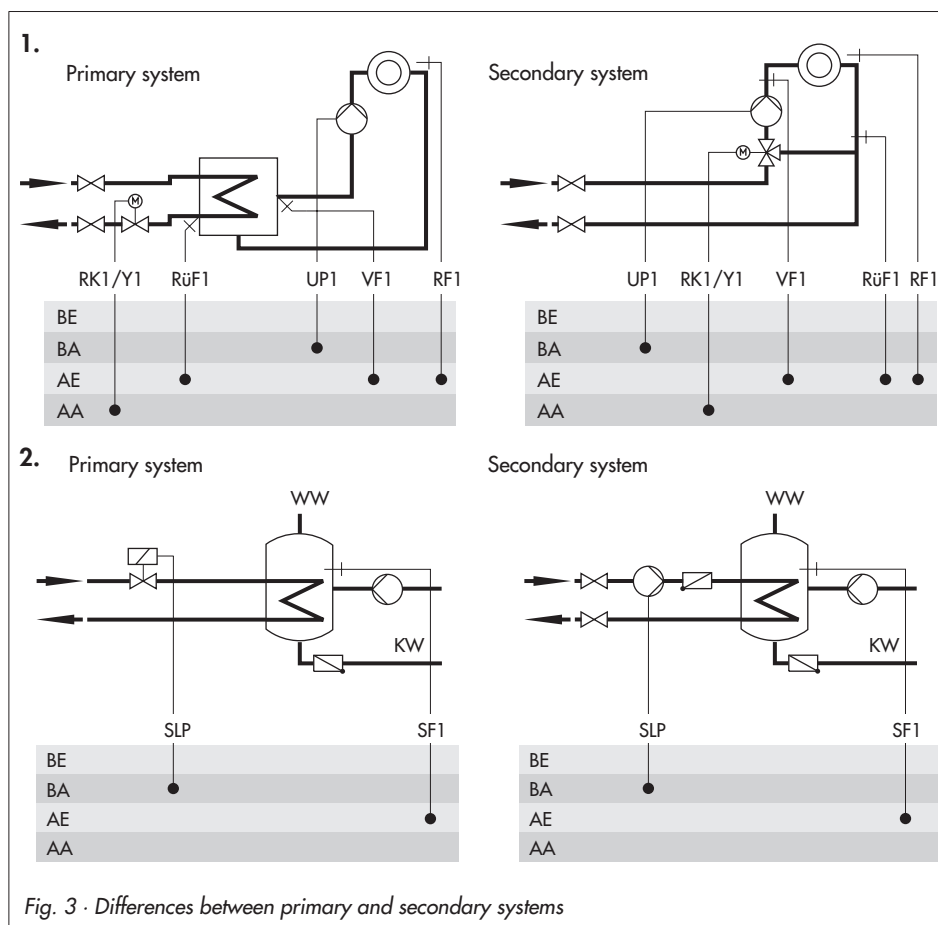 1.
Primary system
Secondary system
M
M
RK1/Y1 RüF1 UP1 VF1 RF1
UP1 RK1/Y1 VF1 RüF1 RF1
BE
BA
AE
AA
BE
BA
AE
AA
2.
Primary system
Secondary system
WW
WW
KW
KW
SLP SF1
SLP SF1
BE
BA
AE
AA
BE
BA
AE
AA
Fig. 3 · Differences between primary and secondary systems